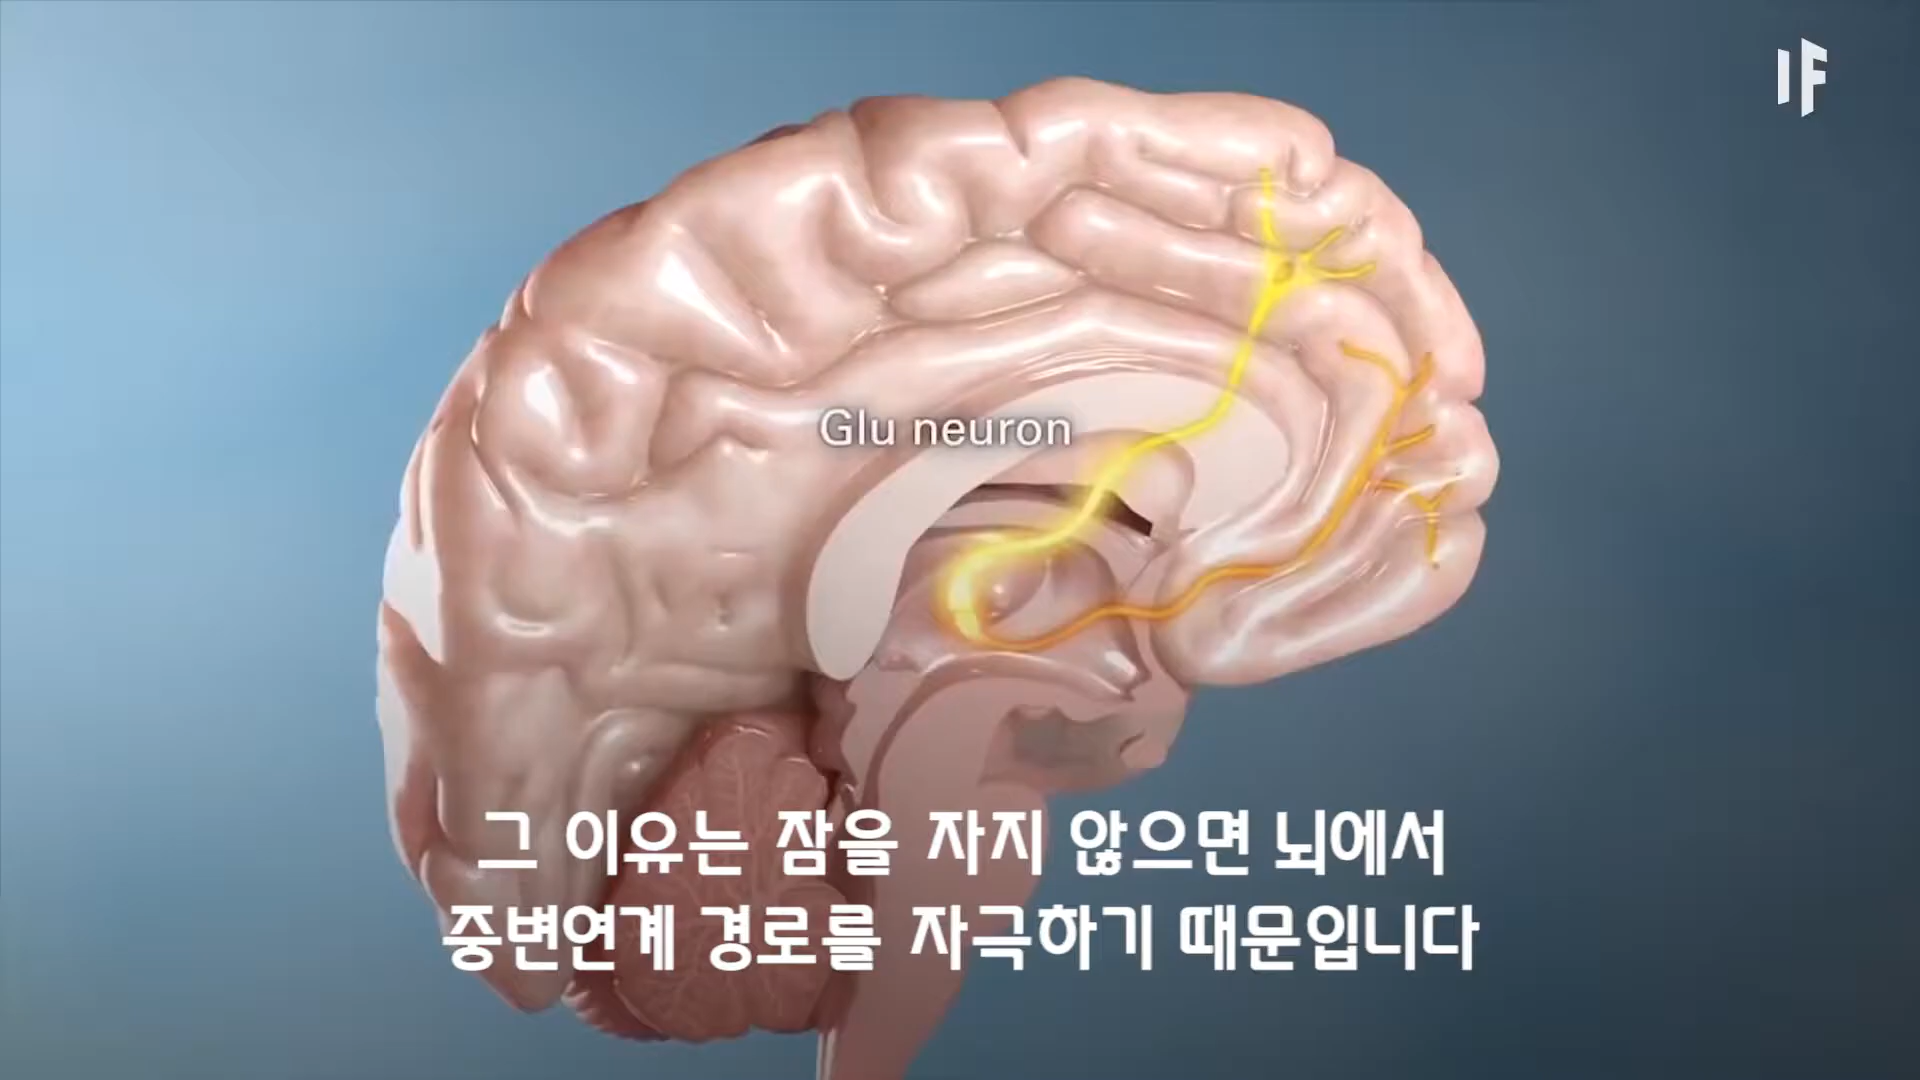 IF
Glu neuron
그 이유는 잠을 자지 않으면 뇌에서
중변연계 경로를 자극하기 때문입니다